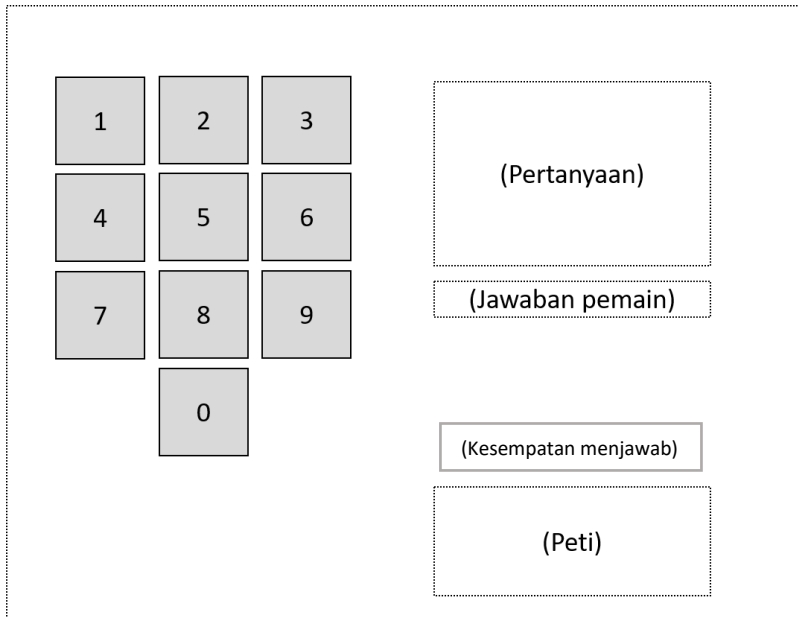 1 2 3
4 5 6
7 8 9
0
(Pertanyaan)
(Jawaban pemain)
(Kesempatan menjawab)
(Peti)